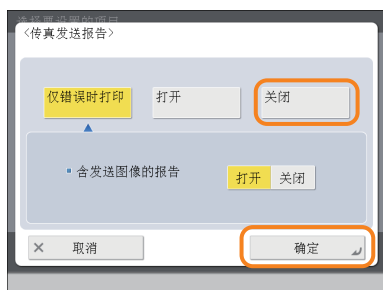 选择要设置的项目
<传真发送报告>
仅错误时打印 打开 关闭
含发送图像的报告 打开 关闭
取消 确定